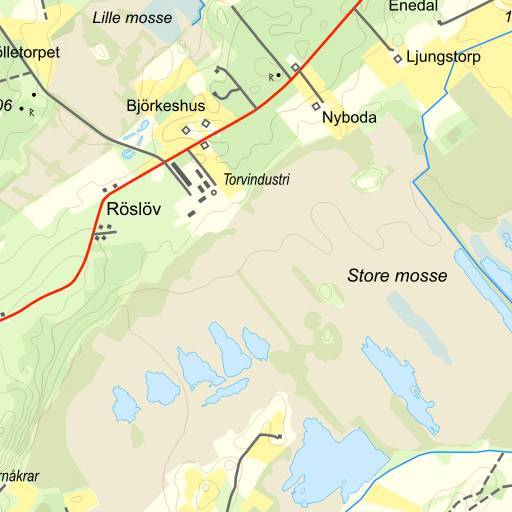 Enedal
Lille mosse
Ljungstorp
Björkeshus
Nyboda
Torvindustri
Röslöv
Store mosse
R
R